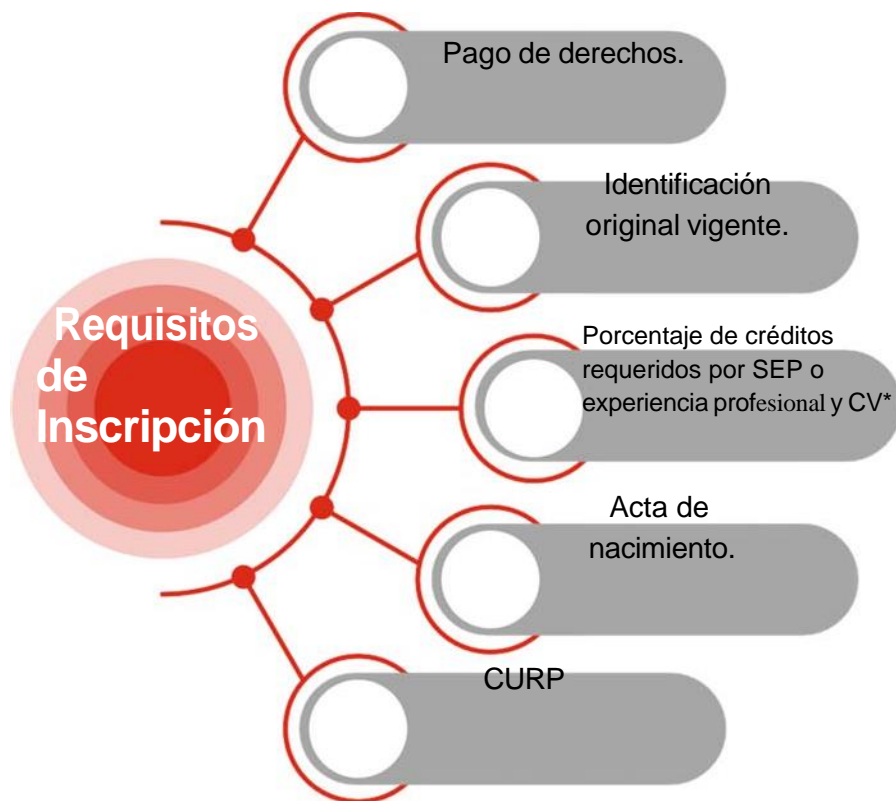 Pago de derechos.
Identificación
original vigente.
Requisitos
de
Inscripción
Porcentaje de créditos
requeridos por SEP o
experiencia profesional y CV*
Acta de
nacimiento.
CURP